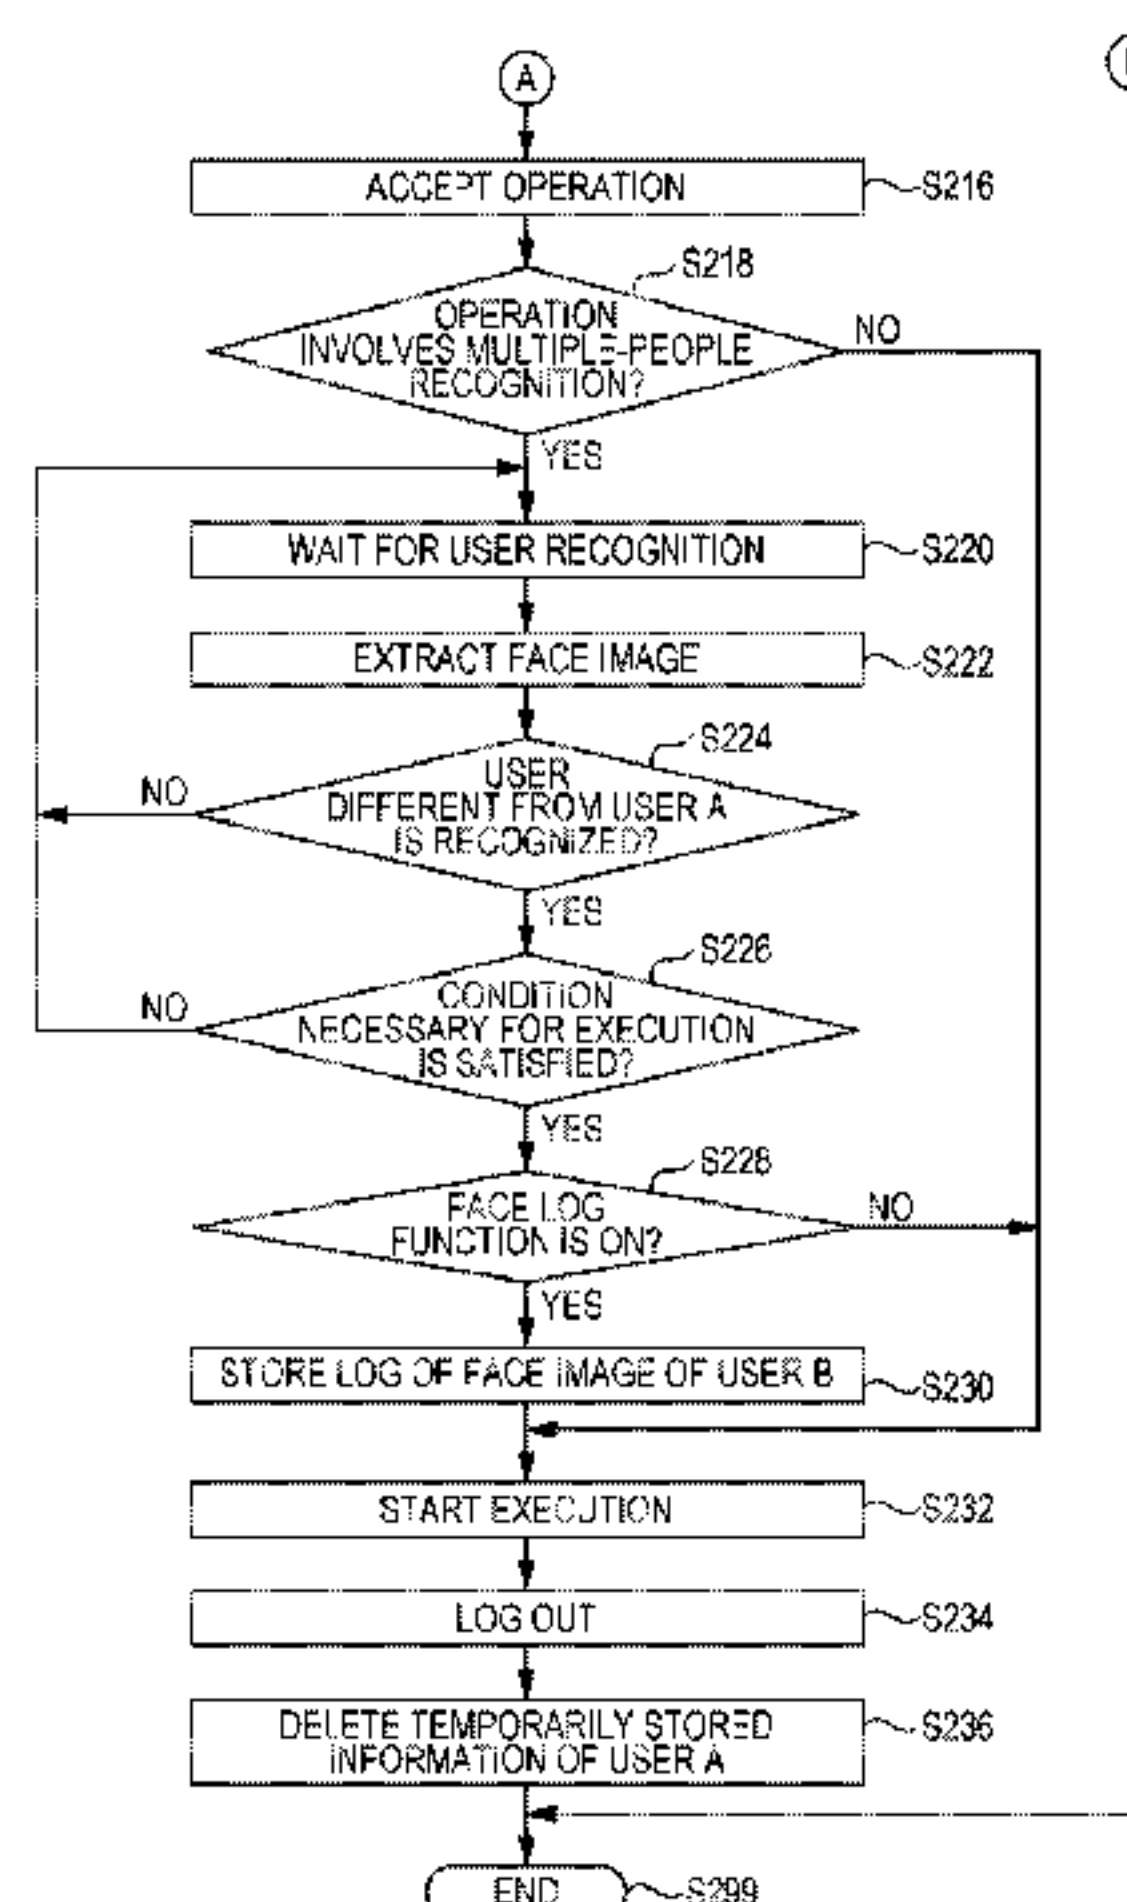 A
ACCEPT OPERATION
S216
S218
OPERATION
INVOLVES MULTIPLE-PEOPLE
RECOGNITION?
NO
YES
WAIT FOR USER RECOGNITION
S220
EXTRACT FACE IMAGE
S222
S224
USER
DIFFERENT FROM USER A
IS RECOGNIZED?
NO
YES
S226
CONDITION
NECESSARY FOR EXECUTION
IS SATISFIED?
NO
YES
S228
FACE LOG
FUNCTION IS ON?
NO
YES
STORE LOG OF FACE IMAGE OF USER B
S230
START EXECUTION
S232
LOG OUT
S234
DELETE TEMPORARILY STORED
INFORMATION OF USER A
S236
END
S299